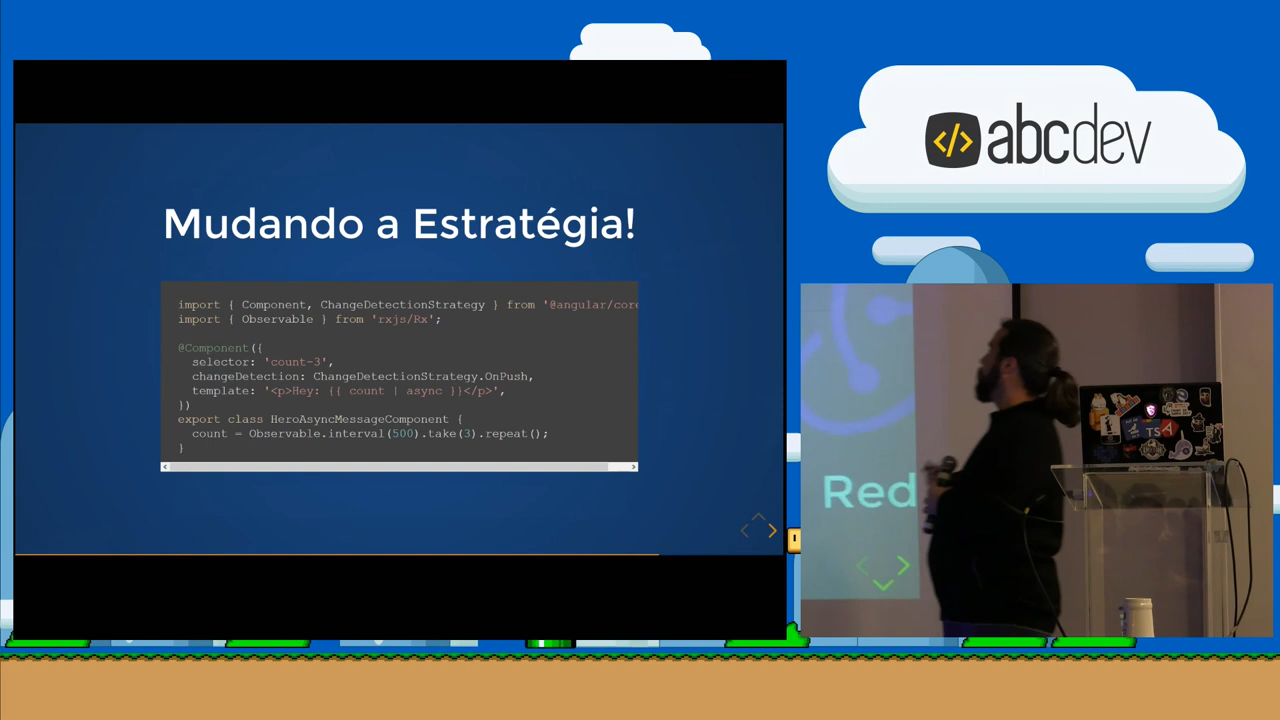 Mudando a Estratégia!
import { Component, ChangeDetectionStrategy } from '@angular/core
import { Observable } from 'rxjs/Rx';
@Component({
selector: 'count-3',
changeDetection: ChangeDetectionStrategy.OnPush,
template: '<p>Hey: {{ count | async }}</p>',
})
export class HeroAsyncMessageComponent {
count = Observable.interval(500).take(3).repeat();
}
</> abcdev
Red
TS